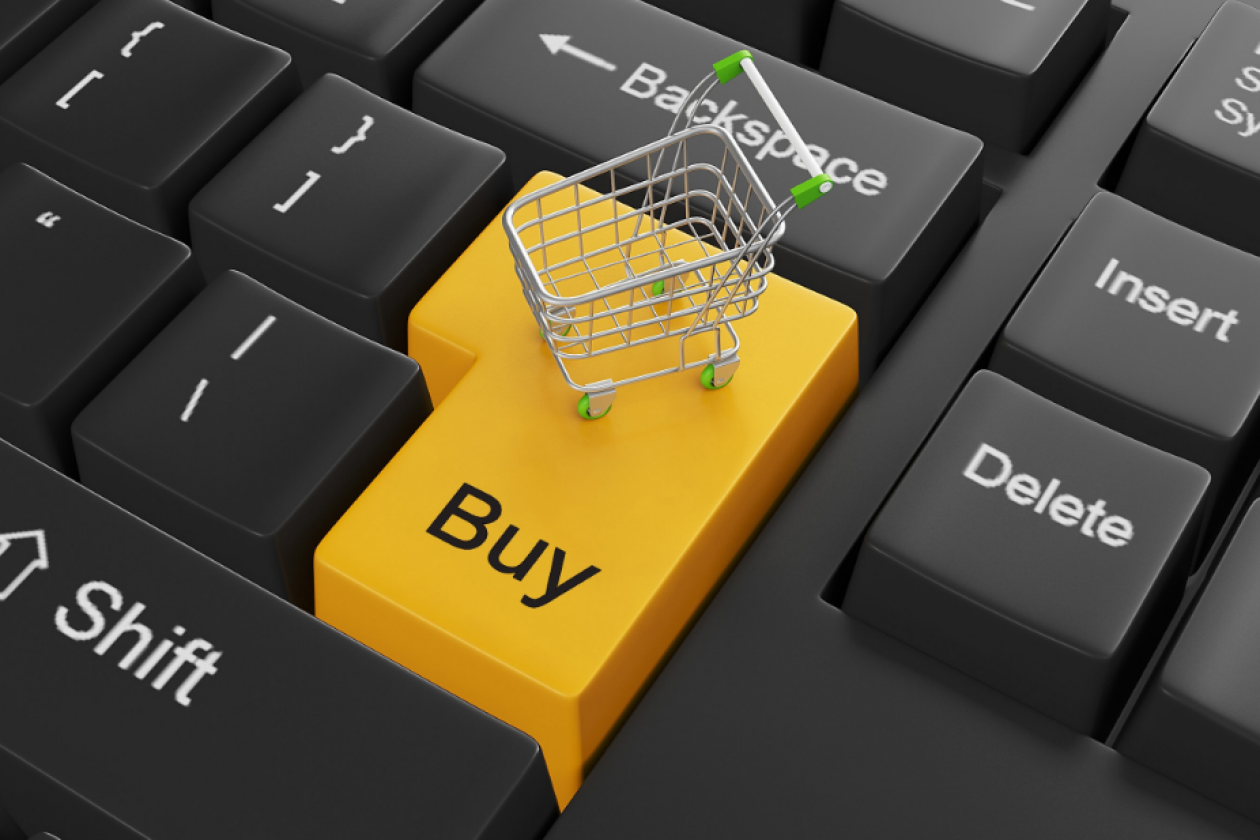 {
[
}
]
← Backspace
“
|
\
Insert
Delete
Buy
⇧ Shift